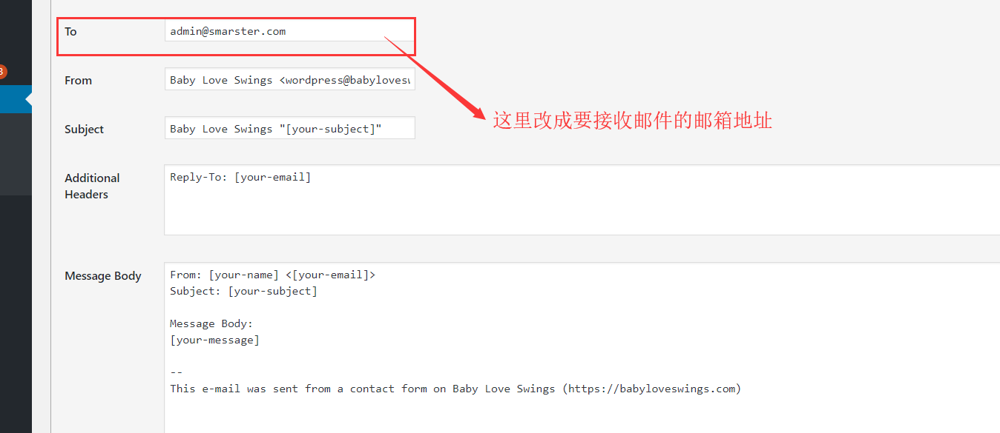 To
admin@smarster.com
From
Baby Love Swings <wordpress@babylovesw
这里改成要接收邮件的邮箱地址
Subject
Baby Love Swings "[your-subject]"
Additional
Headers
Reply-To: [your-email]
Message Body
From: [your-name] <[your-email]>
Subject: [your-subject]
Message Body:
[your-message]
--
This e-mail was sent from a contact form on Baby Love Swings (https://babyloveswings.com)